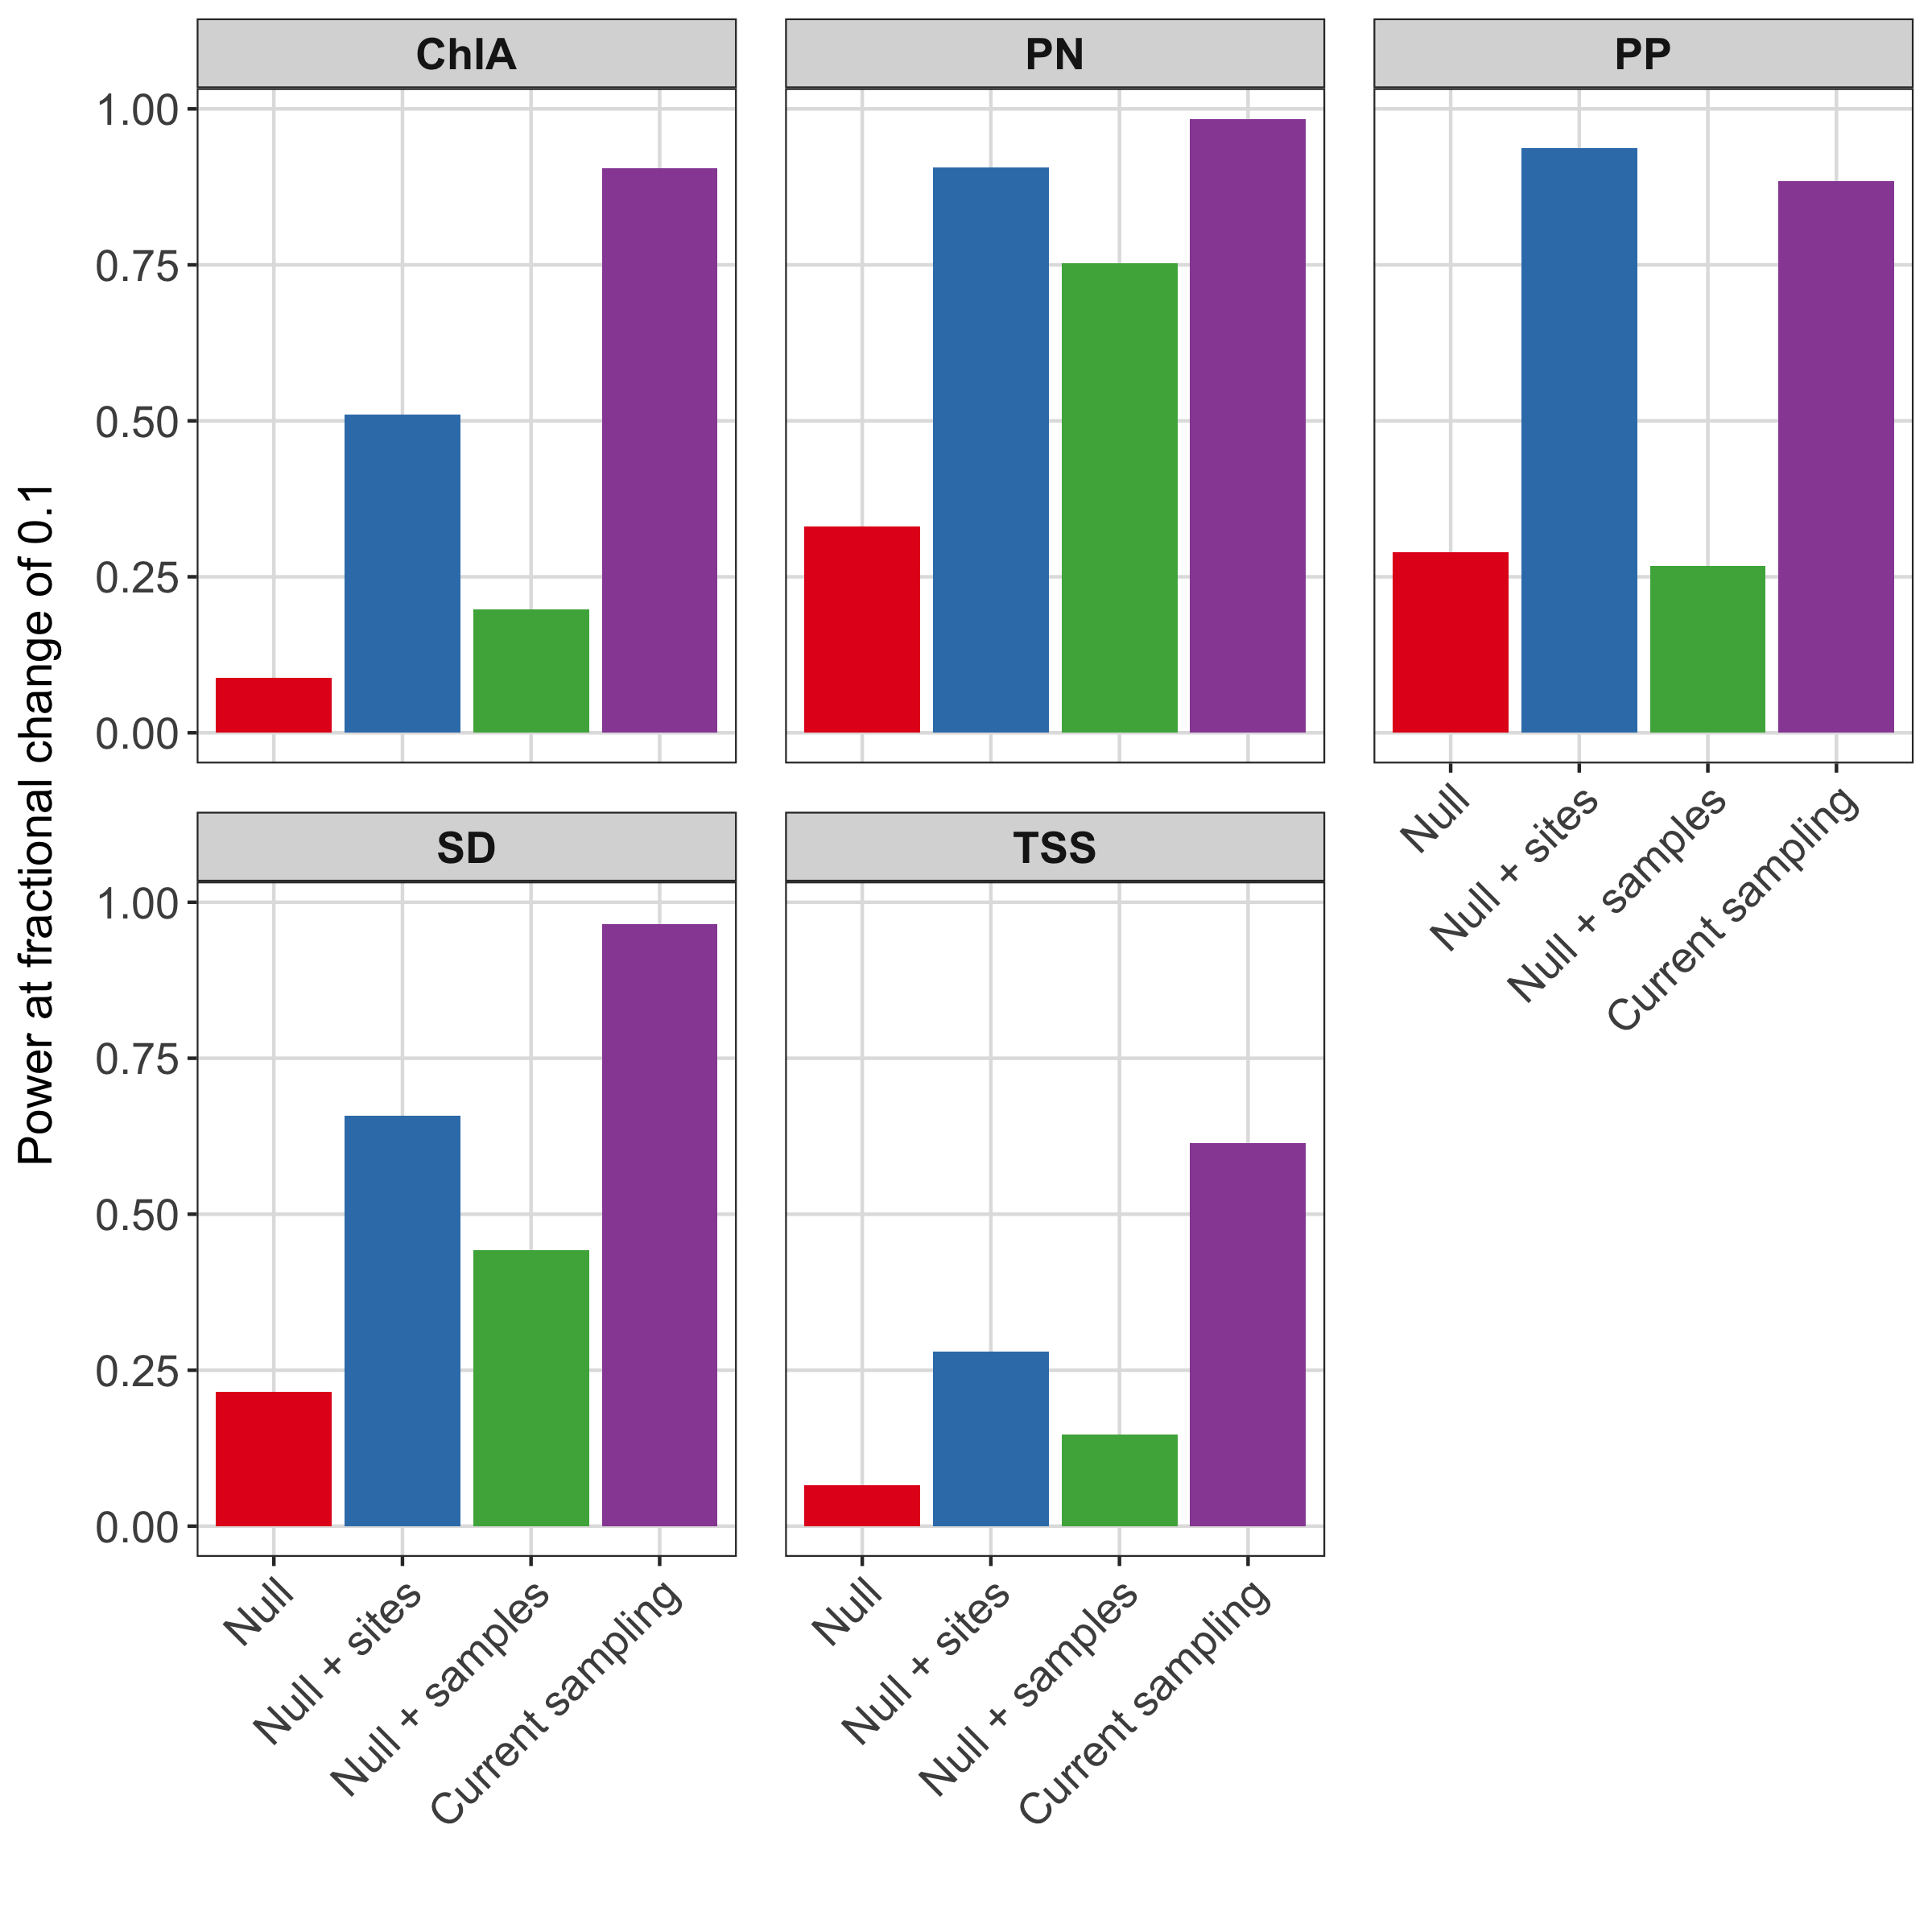 ChlA
PN
PP
1.00
0.75
0.50
0.25
0.00
Null
Null + sites
Null + samples
Current sampling
Power at fractional change of 0.1
SD
TSS
1.00
0.75
0.50
0.25
0.00
Null
Null + sites
Null + samples
Current sampling
Null
Null + sites
Null + samples
Current sampling